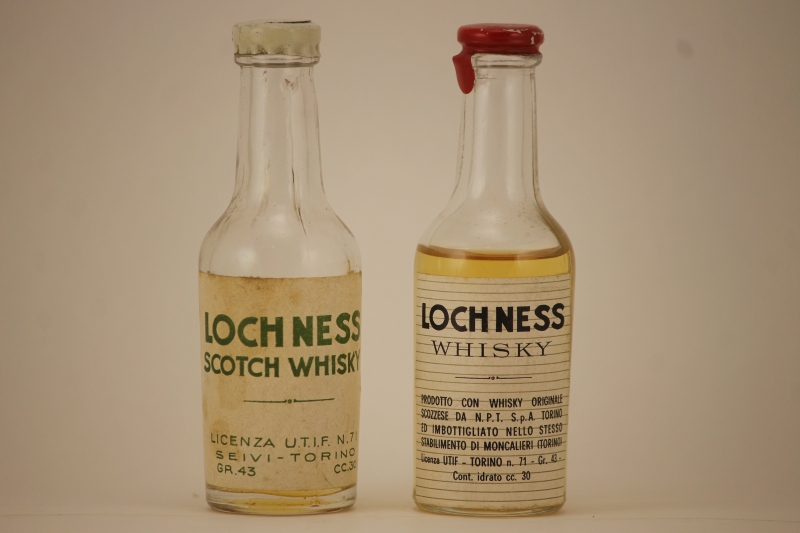 LOCH NESS
SCOTCH WHISKY
LICENZA U.T.I.F. N.71
SEIVI-TORINO
GR.43 CC.30
LOCH NESS
WHISKY
PRODOTTO CON WHISKY ORIGINALE
SCOZZESE DA N.P.T. S.p.A. TORINO
ED IMBOTTIGLIATO NELLO STESSO
STABILIMENTO DI MONCALIERI (TORINO)
Licenza UTIF - TORINO n. 71 - Gr. 43 -
Cont. idrato cc. 30